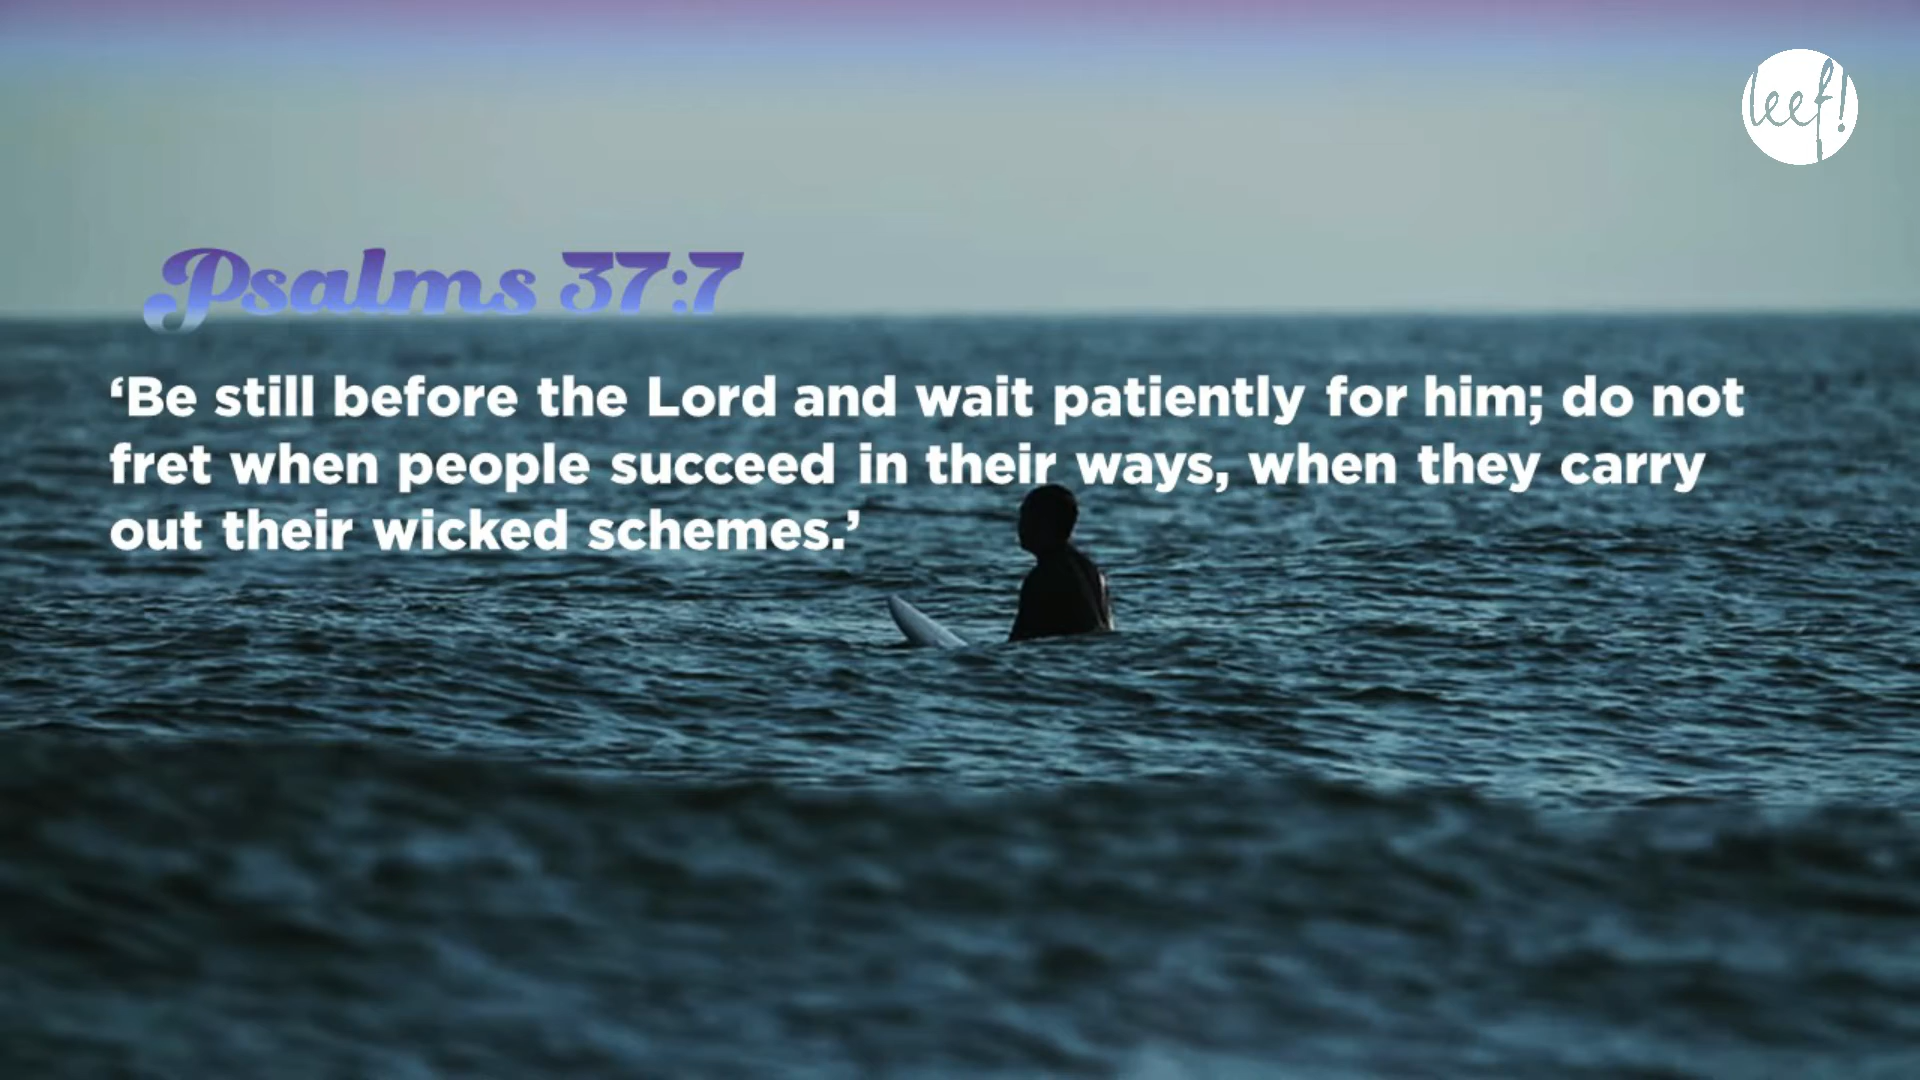 leef!
Psalms 37:7
‘Be still before the Lord and wait patiently for him; do not
fret when people succeed in their ways, when they carry
out their wicked schemes.’